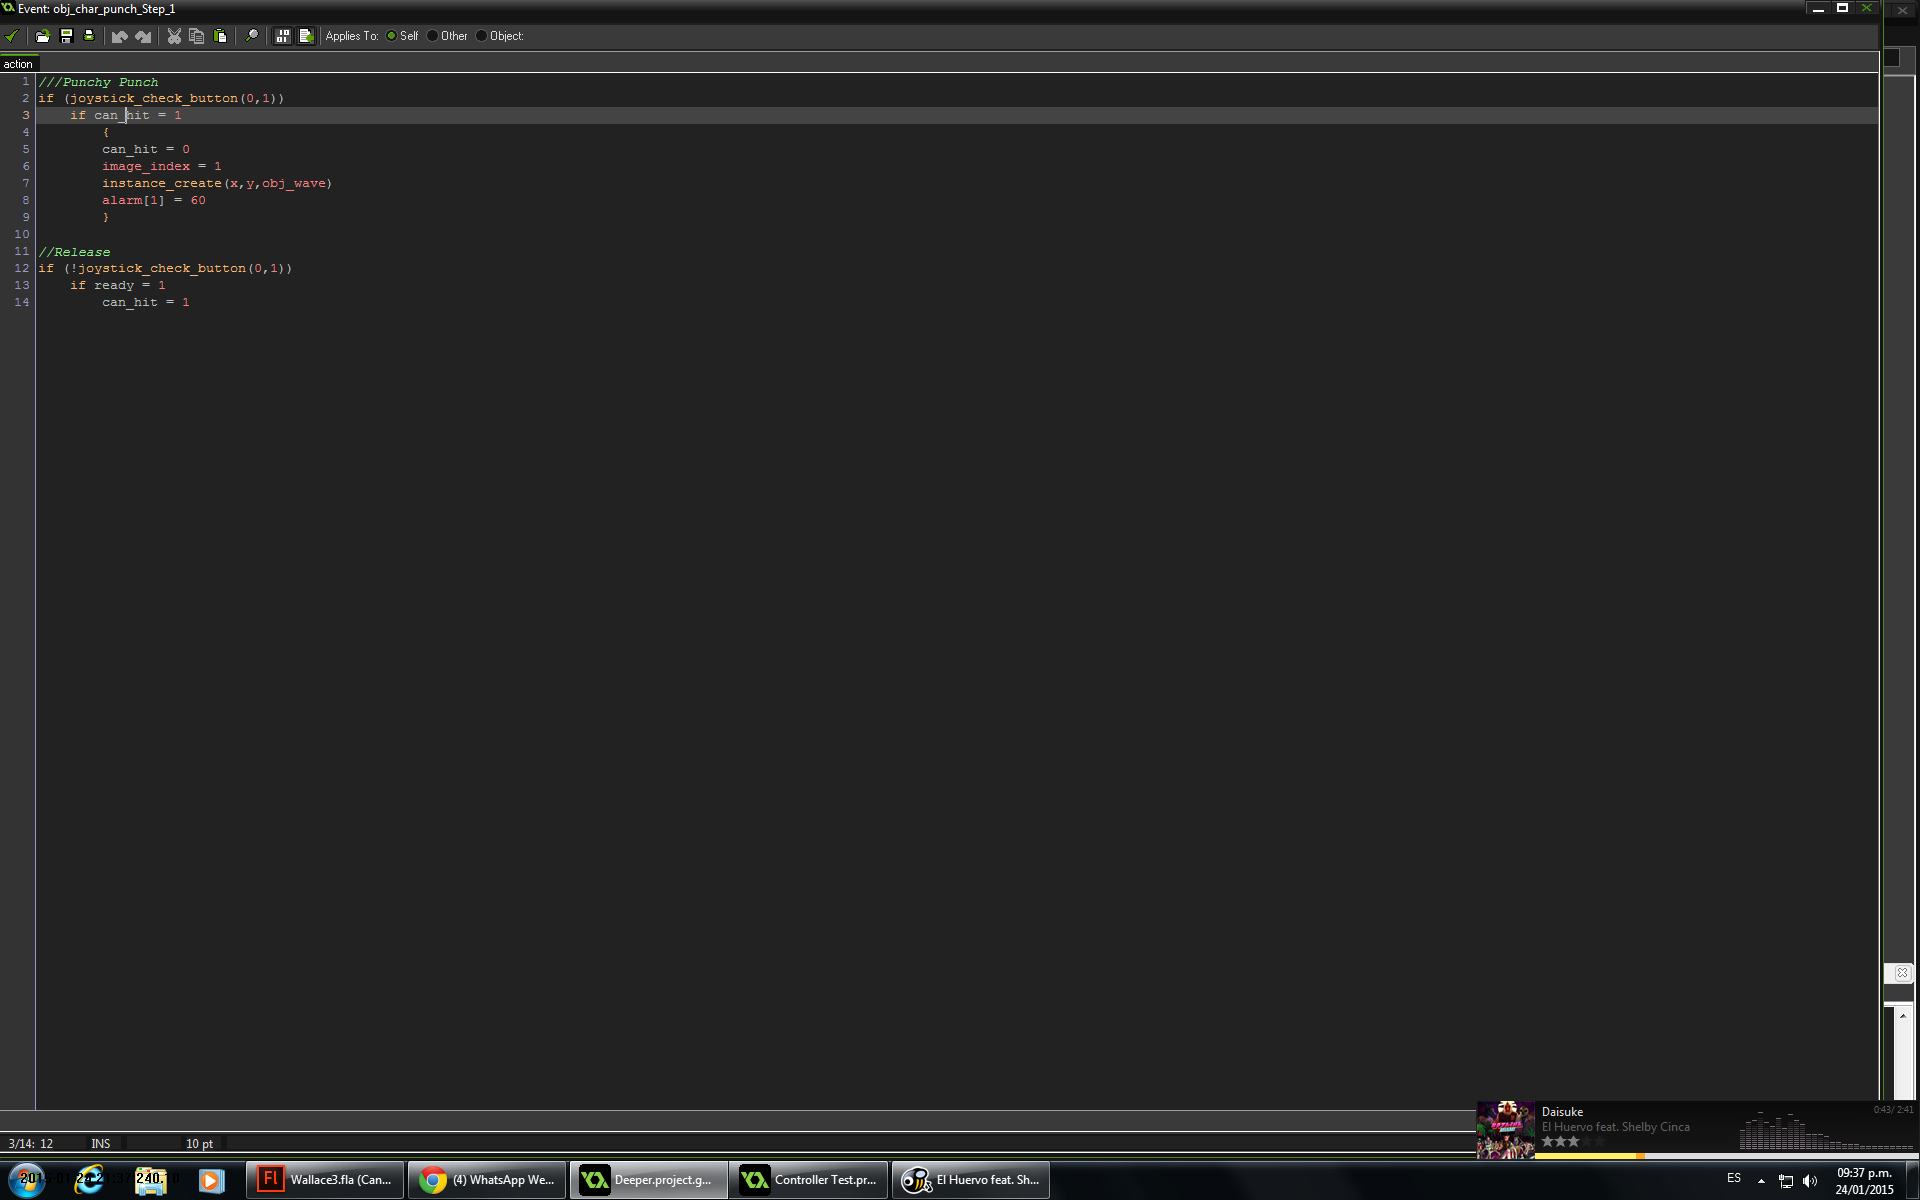 Event: obj_char_punch_Step_1
Applies To: Self Other Object:
action
1 ///Punchy Punch
2 if (joystick_check_button(0,1))
3 if can_hit = 1
4 {
5 can_hit = 0
6 image_index = 1
7 instance_create(x,y,obj_wave)
8 alarm[1] = 60
9 }
10
11 //Release
12 if (!joystick_check_button(0,1))
13 if ready = 1
14 can_hit = 1
Daisuke 0:43/ 2:41
El Huervo feat. Shelby Cinca
3/14: 12 INS 10 pt
Fl Wallace3.fla (Can... (4) WhatsApp We... Deeper.project.g... Controller Test.pr... El Huervo feat. Sh... ES 09:37 p.m.
24/01/2015